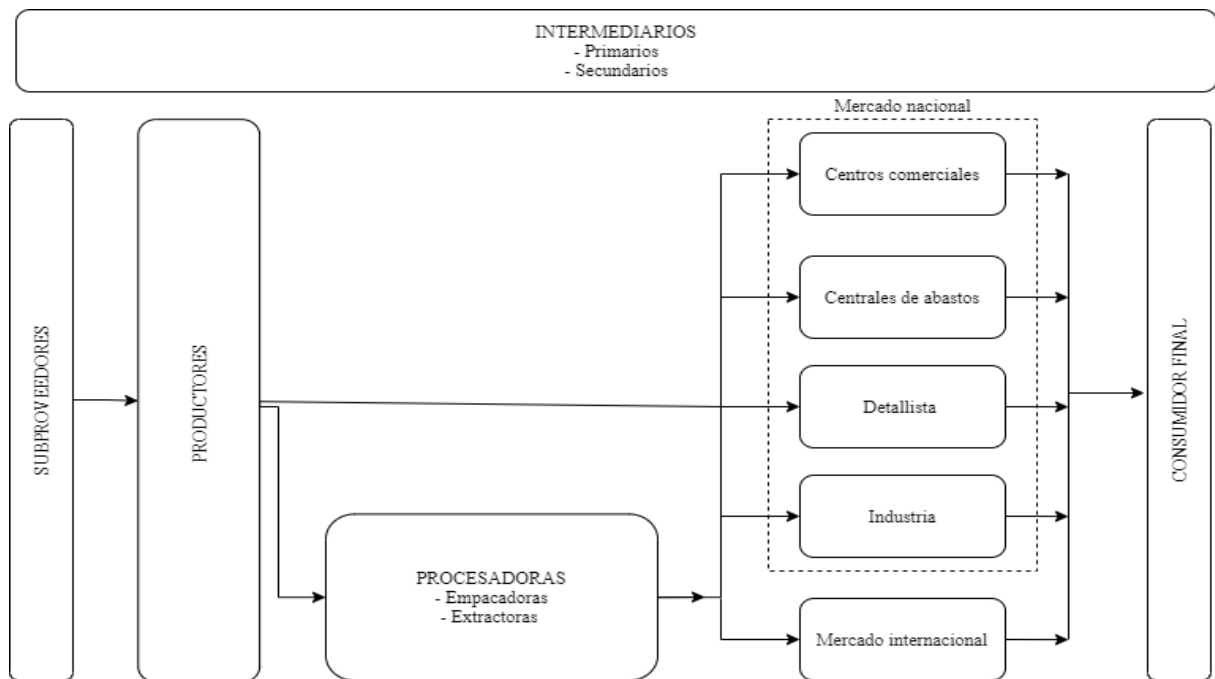 INTERMEDIARIOS
- Primarios
- Secundarios
Mercado nacional
SUBPROVEEDORES
PRODUCTORES
PROCESADORAS
- Empacadoras
- Extractoras
Centros comerciales
Centrales de abastos
Detallista
Industria
Mercado internacional
CONSUMIDOR FINAL